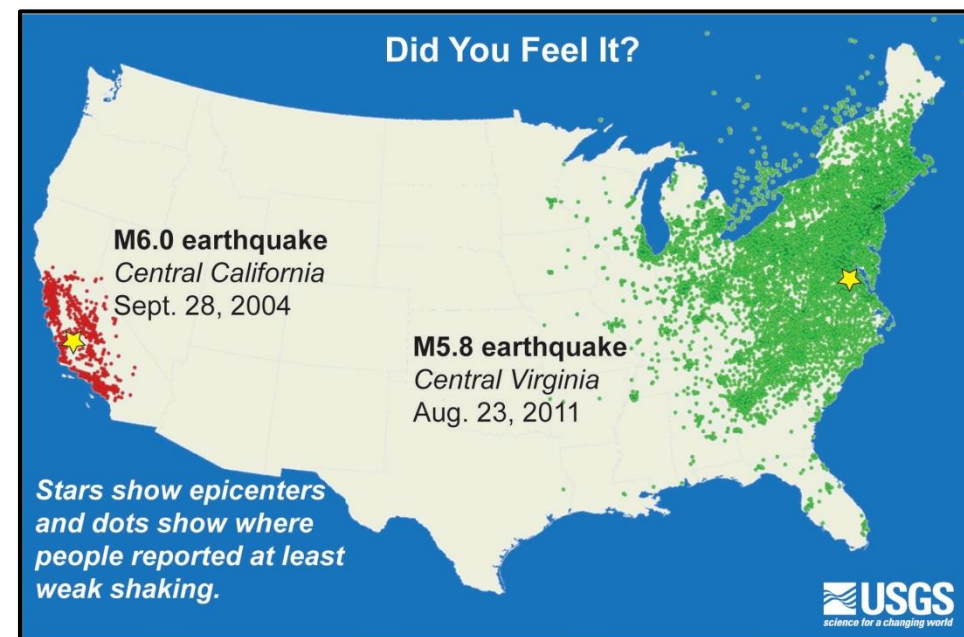 Did You Feel It?
M6.0 earthquake
Central California
Sept. 28, 2004
M5.8 earthquake
Central Virginia
Aug. 23, 2011
Stars show epicenters
and dots show where
people reported at least
weak shaking.
USGS
science for a changing world